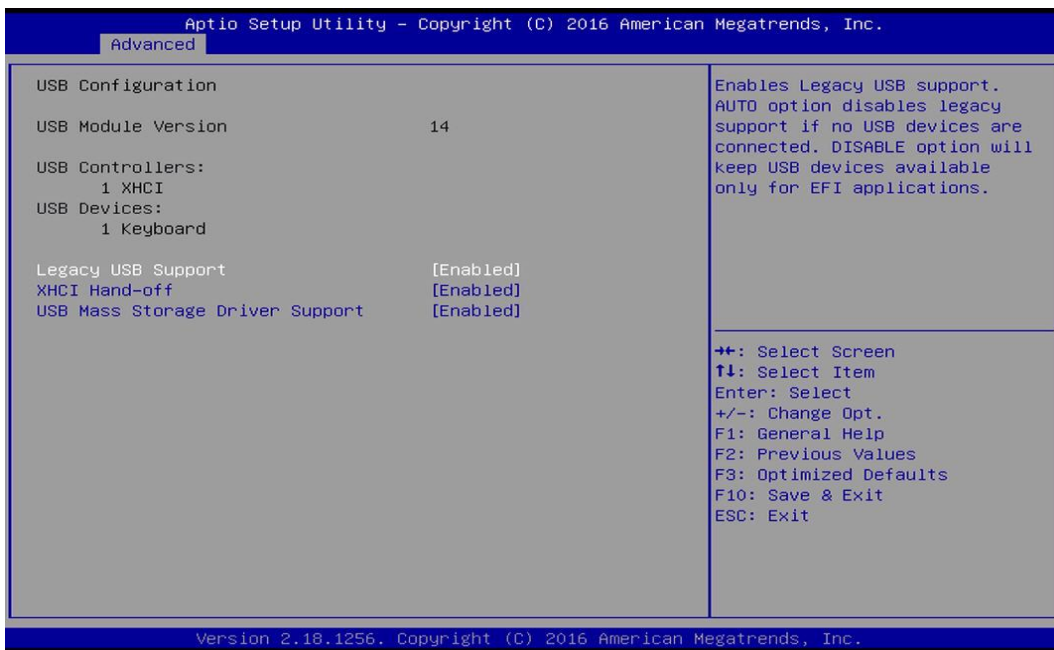 Aptio Setup Utility – Copyright (C) 2016 American Megatrends, Inc.
Advanced
USB Configuration
USB Module Version 14
USB Controllers:
1 XHCI
USB Devices:
1 Keyboard
Legacy USB Support [Enabled]
XHCI Hand-off [Enabled]
USB Mass Storage Driver Support [Enabled]
Enables Legacy USB support.
AUTO option disables legacy
support if no USB devices are
connected. DISABLE option will
keep USB devices available
only for EFI applications.
→←: Select Screen
↑↓: Select Item
Enter: Select
+/-: Change Opt.
F1: General Help
F2: Previous Values
F3: Optimized Defaults
F10: Save & Exit
ESC: Exit
Version 2.18.1256. Copyright (C) 2016 American Megatrends, Inc.